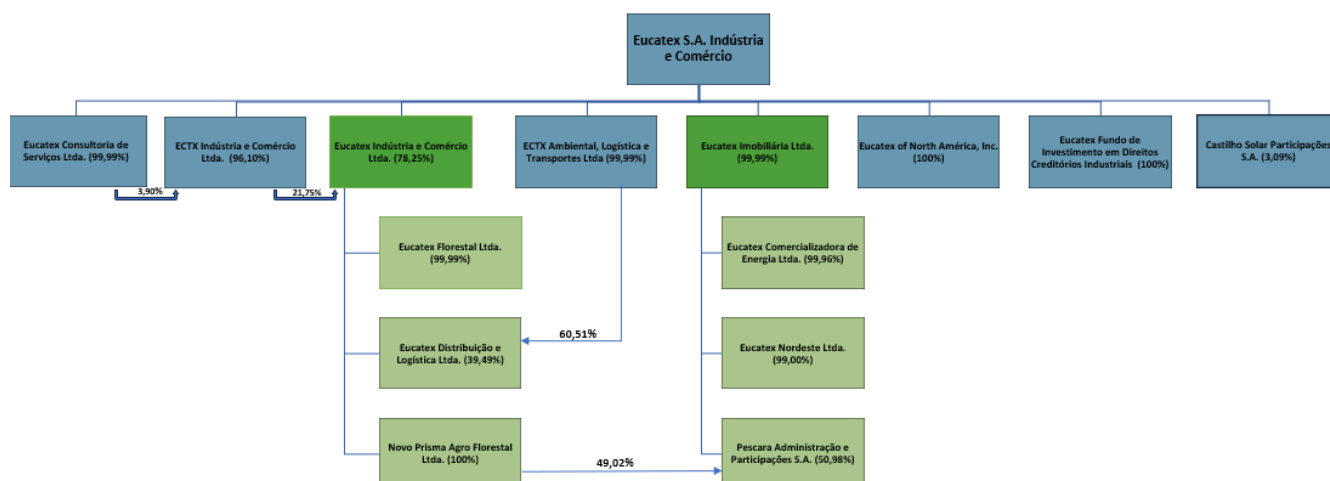 Eucatex S.A. Indústria
e Comércio
Eucatex Consultoria de
Serviços Ltda. (99,99%)
ECTX Indústria e Comércio
Ltda. (96,10%)
Eucatex Indústria e Comércio
Ltda. (78,25%)
ECTX Ambiental, Logística e
Transportes Ltda (99,99%)
Eucatex Imobiliária Ltda.
(99,99%)
Eucatex of North América, Inc.
(100%)
Eucatex Fundo de
Investimento em Direitos
Creditórios Industriais (100%)
Castilho Solar Participações
S.A. (3,09%)
3,90%
21,75%
Eucatex Florestal Ltda.
(99,99%)
Eucatex Comercializadora de
Energia Ltda. (99,96%)
60,51%
Eucatex Distribuição e
Logística Ltda. (39,49%)
Eucatex Nordeste Ltda.
(99,00%)
Novo Prisma Agro Florestal
Ltda. (100%)
49,02%
Pescara Administração e
Participações S.A. (50,98%)